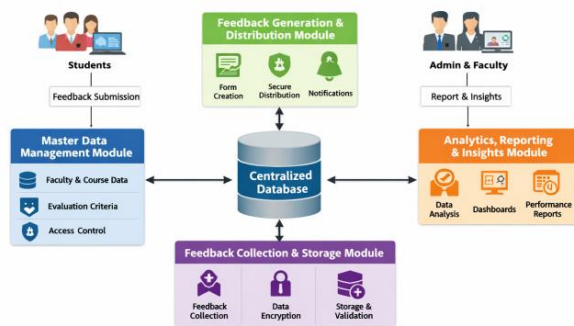 Feedback Generation &
Distribution Module
Form
Creation
Secure
Distribution
Notifications
Students
Admin & Faculty
Feedback Submission
Report & Insights
Master Data
Management Module
Faculty & Course Data
Evaluation Criteria
Access Control
Centralized
Database
Analytics, Reporting
& Insights Module
Data
Analysis
Dashboards
Performance
Reports
Feedback Collection & Storage Module
Feedback
Collection
Data
Encryption
Storage &
Validation